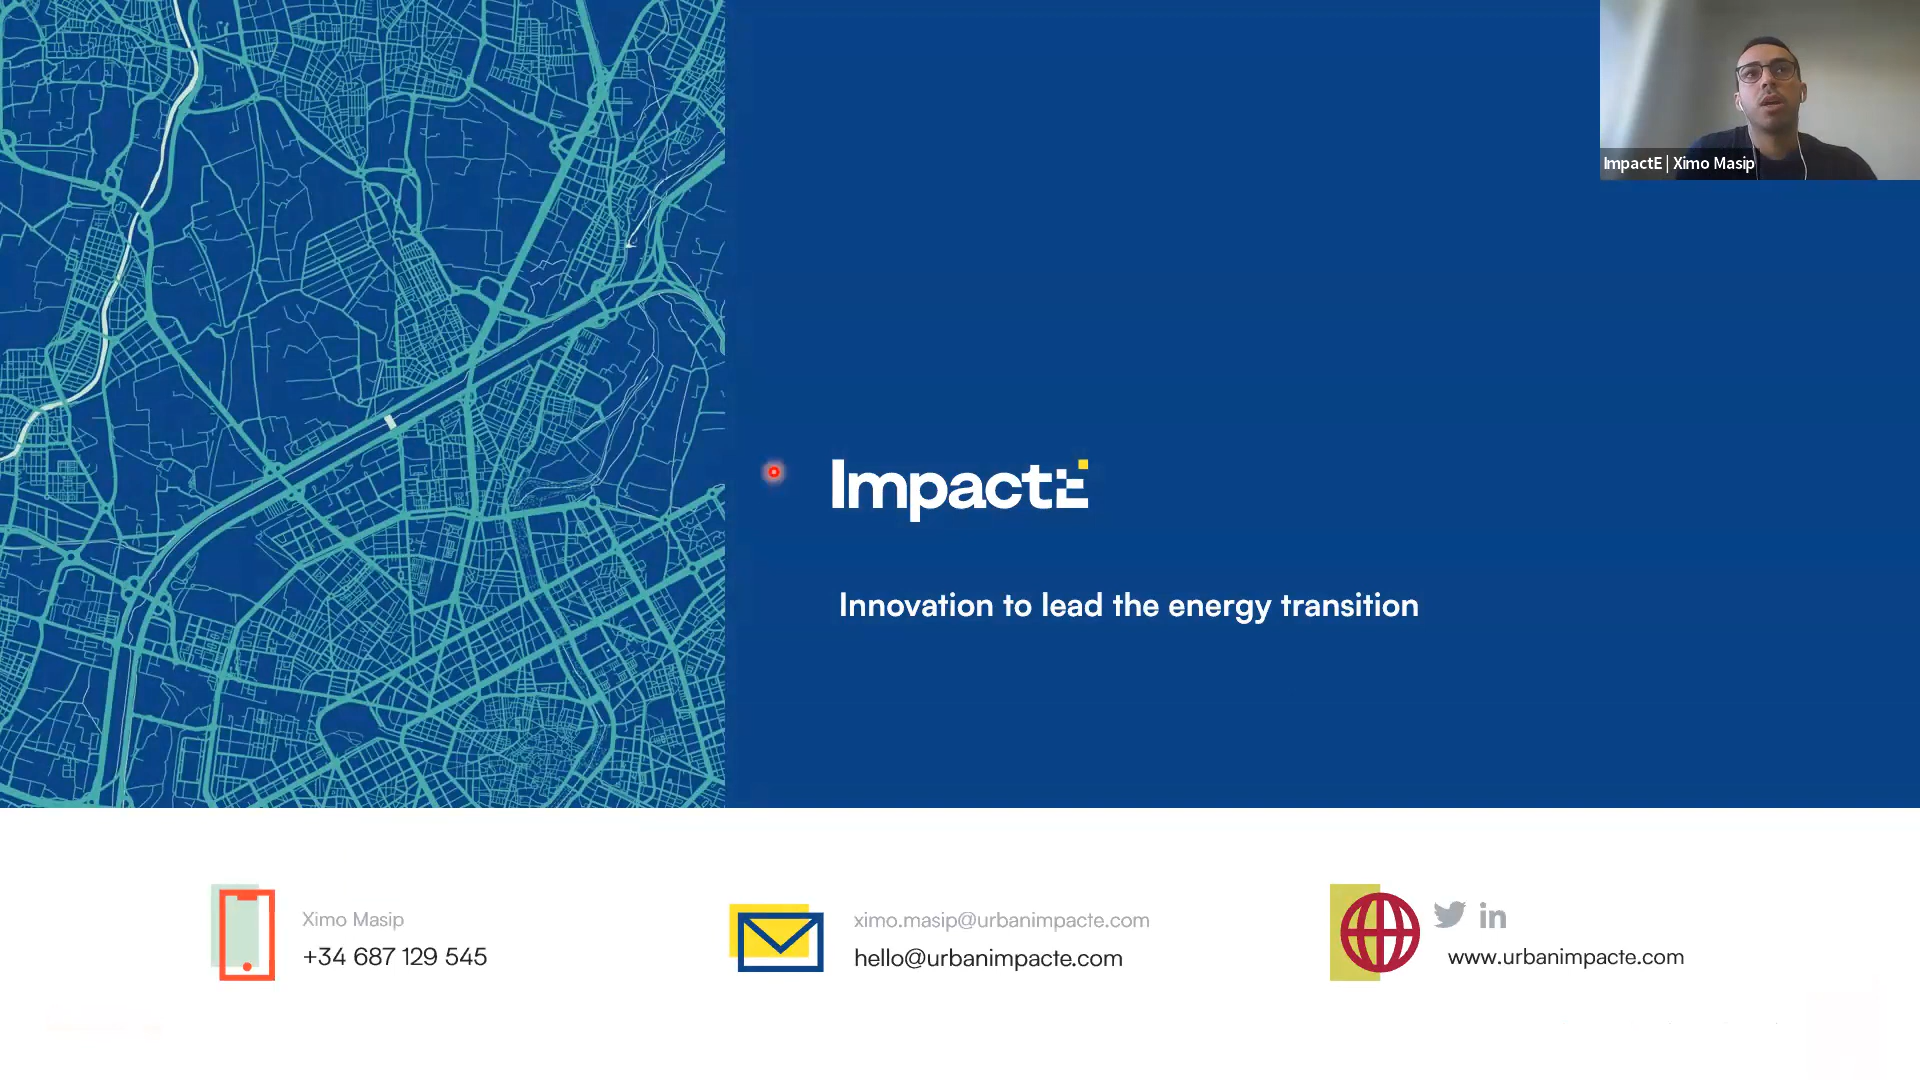 ImpactE | Ximo Masip
ImpactE
Innovation to lead the energy transition
Ximo Masip
+34 687 129 545
ximo.masip@urbanimpacte.com
hello@urbanimpacte.com
in
www.urbanimpacte.com